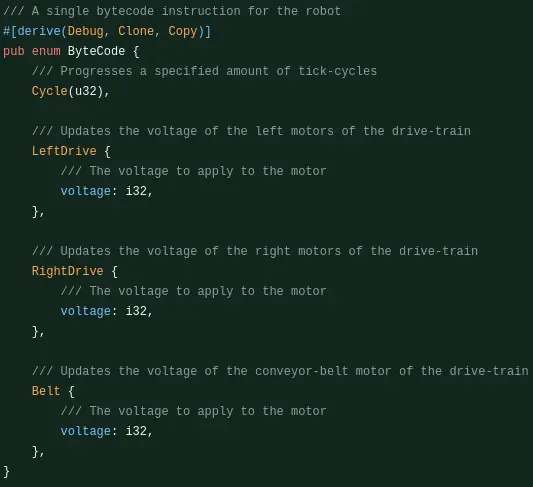 /// A single bytecode instruction for the robot
#[derive(Debug, Clone, Copy)]
pub enum ByteCode {
    /// Progresses a specified amount of tick-cycles
    Cycle(u32),

    /// Updates the voltage of the left motors of the drive-train
    LeftDrive {
        /// The voltage to apply to the motor
        voltage: i32,
    },

    /// Updates the voltage of the right motors of the drive-train
    RightDrive {
        /// The voltage to apply to the motor
        voltage: i32,
    },

    /// Updates the voltage of the conveyor-belt motor of the drive-train
    Belt {
        /// The voltage to apply to the motor
        voltage: i32,
    },
}